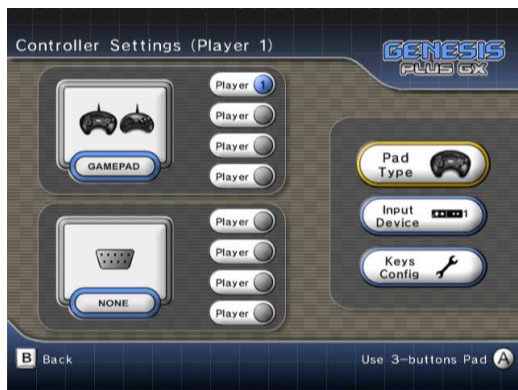 Controller Settings (Player 1)
GENESIS
PLUS GX
Player 1
Player
Player
Player
GAMEPAD
Pad
Type
Input
Device
1
Keys
Config
Player
Player
Player
Player
NONE
B Back
Use 3-buttons Pad A